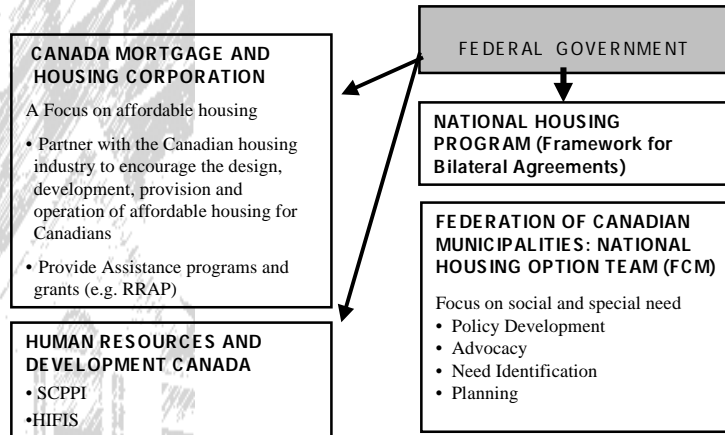 CANADA MORTGAGE AND
HOUSING CORPORATION
A Focus on affordable housing
• Partner with the Canadian housing
industry to encourage the design,
development, provision and
operation of affordable housing for
Canadians
• Provide Assistance programs and
grants (e.g. RRAP)
HUMAN RESOURCES AND
DEVELOPMENT CANADA
• SCPPI
•HIFIS
FEDERAL GOVERNMENT
NATIONAL HOUSING
PROGRAM (Framework for
Bilateral Agreements)
FEDERATION OF CANADIAN
MUNICIPALITIES: NATIONAL
HOUSING OPTION TEAM (FCM)
Focus on social and special need
• Policy Development
• Advocacy
• Need Identification
• Planning